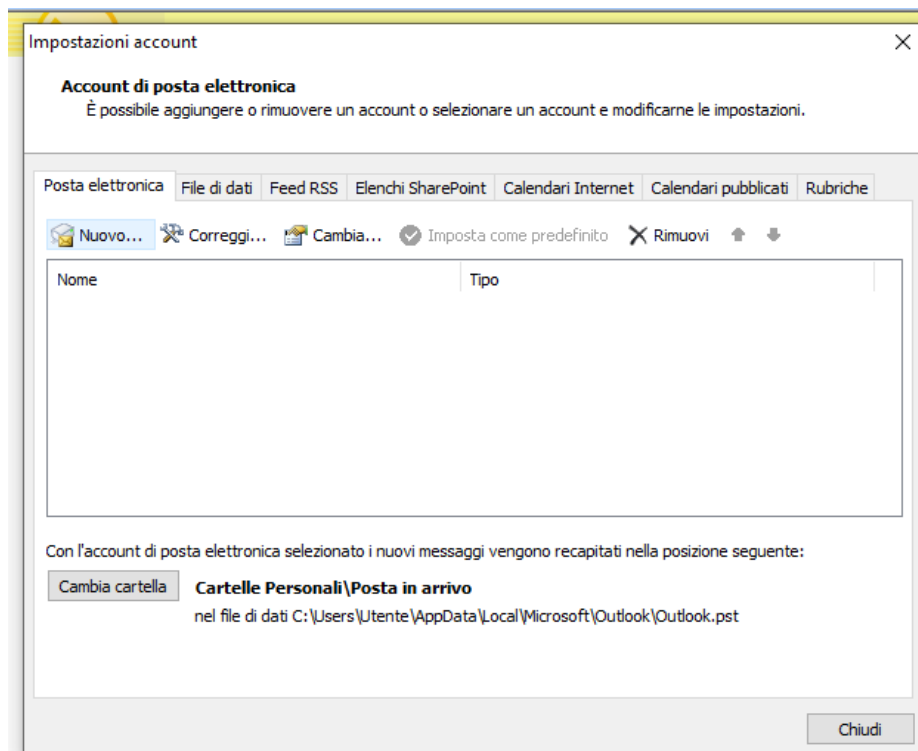 Impostazioni account
Account di posta elettronica
È possibile aggiungere o rimuovere un account o selezionare un account e modificarne le impostazioni.
Posta elettronica File di dati Feed RSS Elenchi SharePoint Calendari Internet Calendari pubblicati Rubriche
Nuovo... Correggi... Cambia... Imposta come predefinito Rimuovi
Nome Tipo
Con l'account di posta elettronica selezionato i nuovi messaggi vengono recapitati nella posizione seguente:
Cambia cartella Cartelle Personali\Posta in arrivo
nel file di dati C:\Users\Utente\AppData\Local\Microsoft\Outlook\Outlook.pst
Chiudi